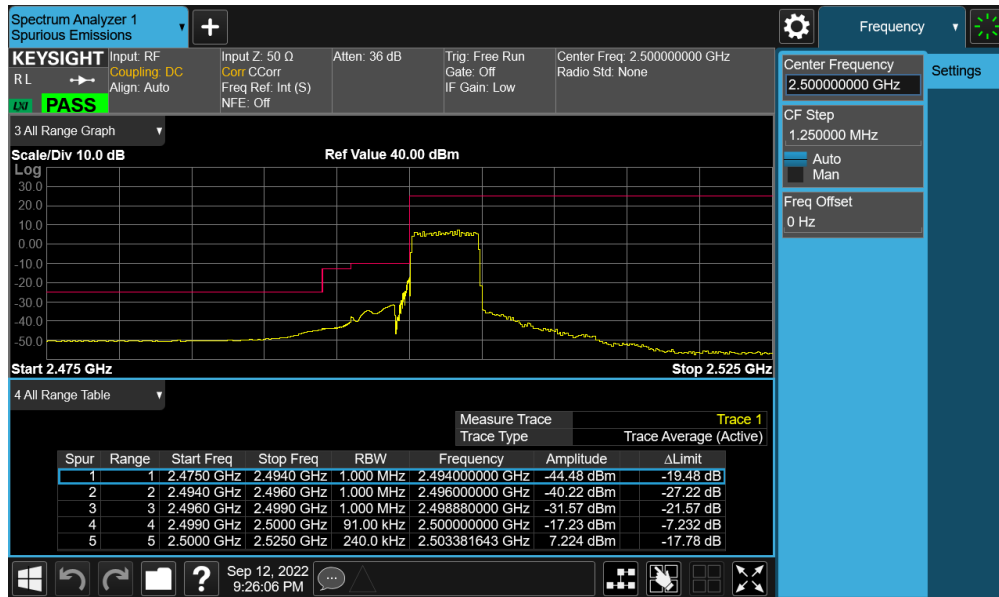 Spectrum Analyzer 1
Spurious Emissions
+
Frequency
KEYSIGHT
R L
LXI
PASS
Input: RF
Coupling: DC
Align: Auto
Input Z: 50 Ω
Corr CCorr
Freq Ref: Int (S)
NFE: Off
Atten: 36 dB
Trig: Free Run
Gate: Off
IF Gain: Low
Center Freq: 2.500000000 GHz
Radio Std: None
Center Frequency
2.500000000 GHz
Settings
CF Step
1.250000 MHz
Auto
Man
Freq Offset
0 Hz
3 All Range Graph
Scale/Div 10.0 dB
Ref Value 40.00 dBm
Log
30.0
20.0
10.0
0.00
-10.0
-20.0
-30.0
-40.0
-50.0
Start 2.475 GHz
Stop 2.525 GHz
4 All Range Table
Measure Trace Trace 1
Trace Type Trace Average (Active)
Spur Range Start Freq Stop Freq RBW Frequency Amplitude ΔLimit
1 1 2.4750 GHz 2.4940 GHz 1.000 MHz 2.494000000 GHz -44.48 dBm -19.48 dB
2 2 2.4940 GHz 2.4960 GHz 1.000 MHz 2.496000000 GHz -40.22 dBm -27.22 dB
3 3 2.4960 GHz 2.4990 GHz 1.000 MHz 2.498880000 GHz -31.57 dBm -21.57 dB
4 4 2.4990 GHz 2.5000 GHz 91.00 kHz 2.500000000 GHz -17.23 dBm -7.232 dB
5 5 2.5000 GHz 2.5250 GHz 240.0 kHz 2.503381643 GHz 7.224 dBm -17.78 dB
?
Sep 12, 2022
9:26:06 PM